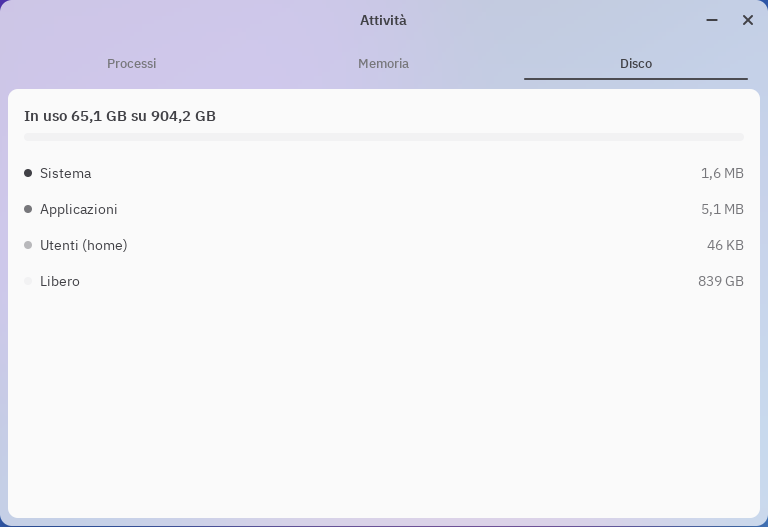 Attività
Processi
Memoria
Disco
In uso 65,1 GB su 904,2 GB
Sistema 1,6 MB
Applicazioni 5,1 MB
Utenti (home) 46 KB
Libero 839 GB